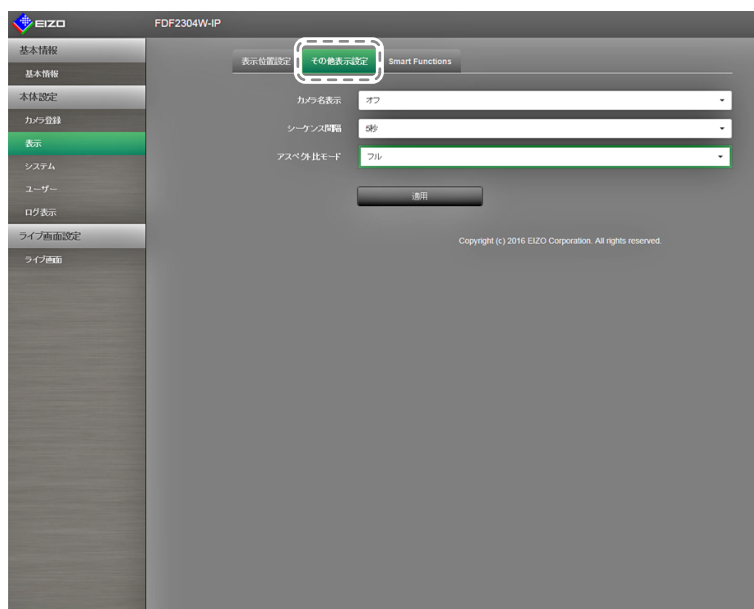 EIZO
FDF2304W-IP
基本情報
基本情報
本体設定
カメラ登録
表示
システム
ユーザー
ログ表示
ライブ画面設定
ライブ画面
表示位置設定 その他表示設定 Smart Functions
カメラ名表示 オフ
シーケンス間隔 5秒
アスペクト比モード フル
適用
Copyright (c) 2016 EIZO Corporation. All rights reserved.